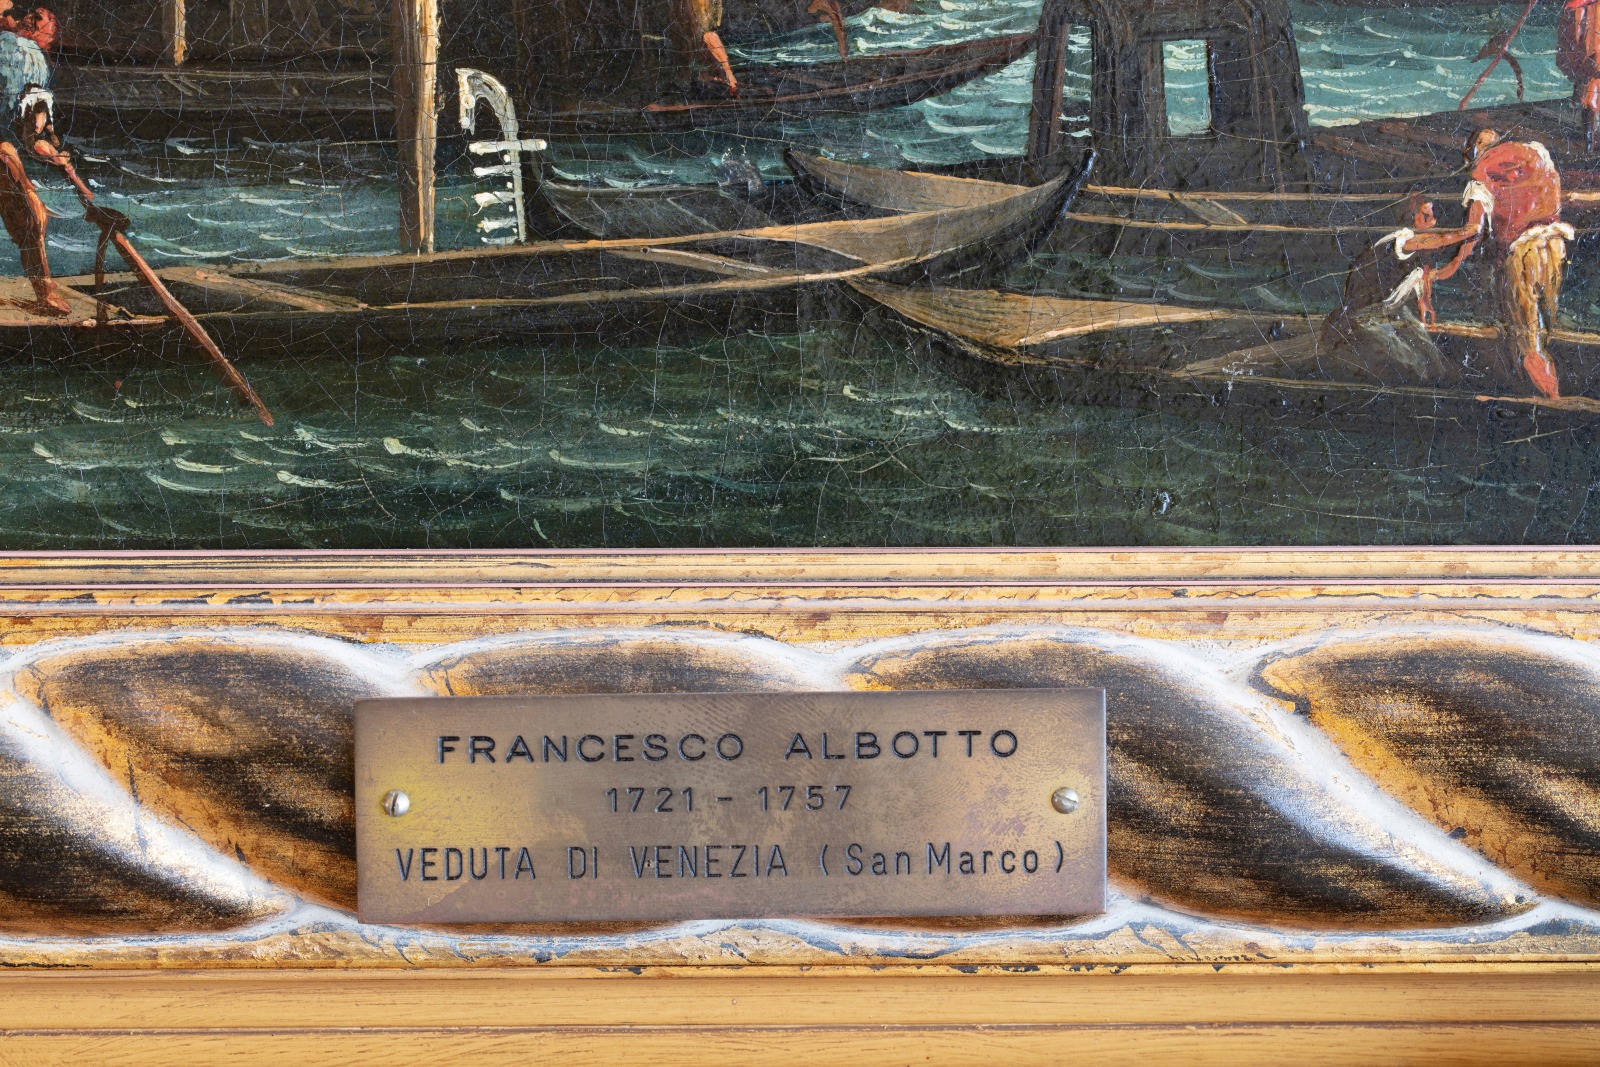 FRANCESCO ALBOTTO
1721 - 1757
VEDUTA DI VENEZIA (San Marco)